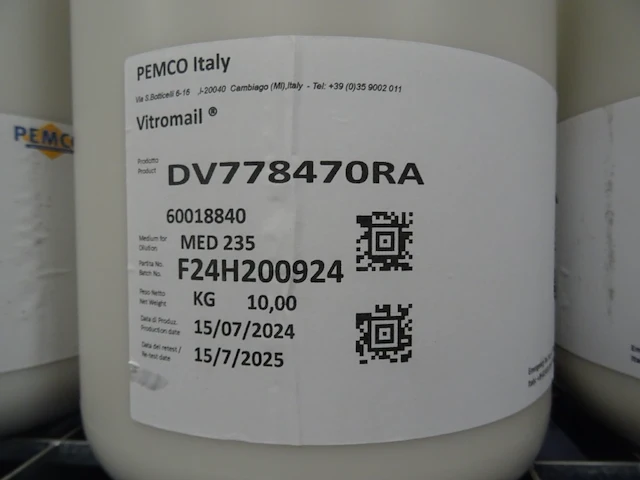 PEMCO Italy
Via S.Botticelli 6-16 ,I-20040 Cambiago (MI),Italy - Tel: +39 (0)35 9002 011
Vitromail ®
PEMCO
Prodotto
Product
DV778470RA
60018840
Medium for
Dilution
MED 235
Partita No.
Batch No.
F24H200924
Peso Netto
Net Weight
KG 10,00
Data di Produz.
Production date
15/07/2024
Data del retest /
Re-test date
15/7/2025